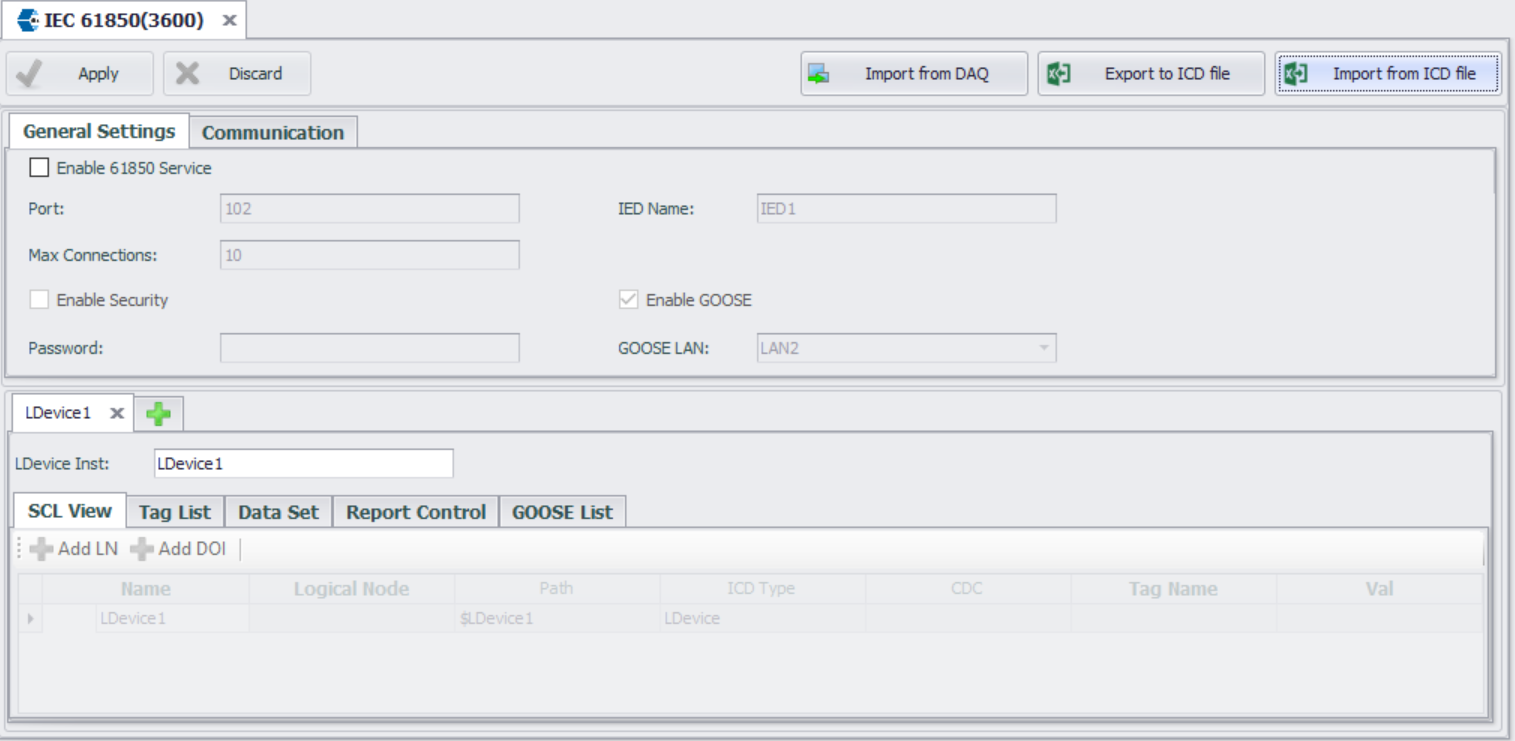 IEC 61850(3600)
Apply Discard Import from DAQ Export to ICD file Import from ICD file
General Settings Communication
Enable 61850 Service
Port: 102 IED Name: IED1
Max Connections: 10
Enable Security Enable GOOSE
Password: GOOSE LAN: LAN2
LDevice1
LDevice Inst: LDevice1
SCL View Tag List Data Set Report Control GOOSE List
Add LN Add DOI
Name Logical Node Path ICD Type CDC Tag Name Val
LDevice1 $LDevice1 LDevice